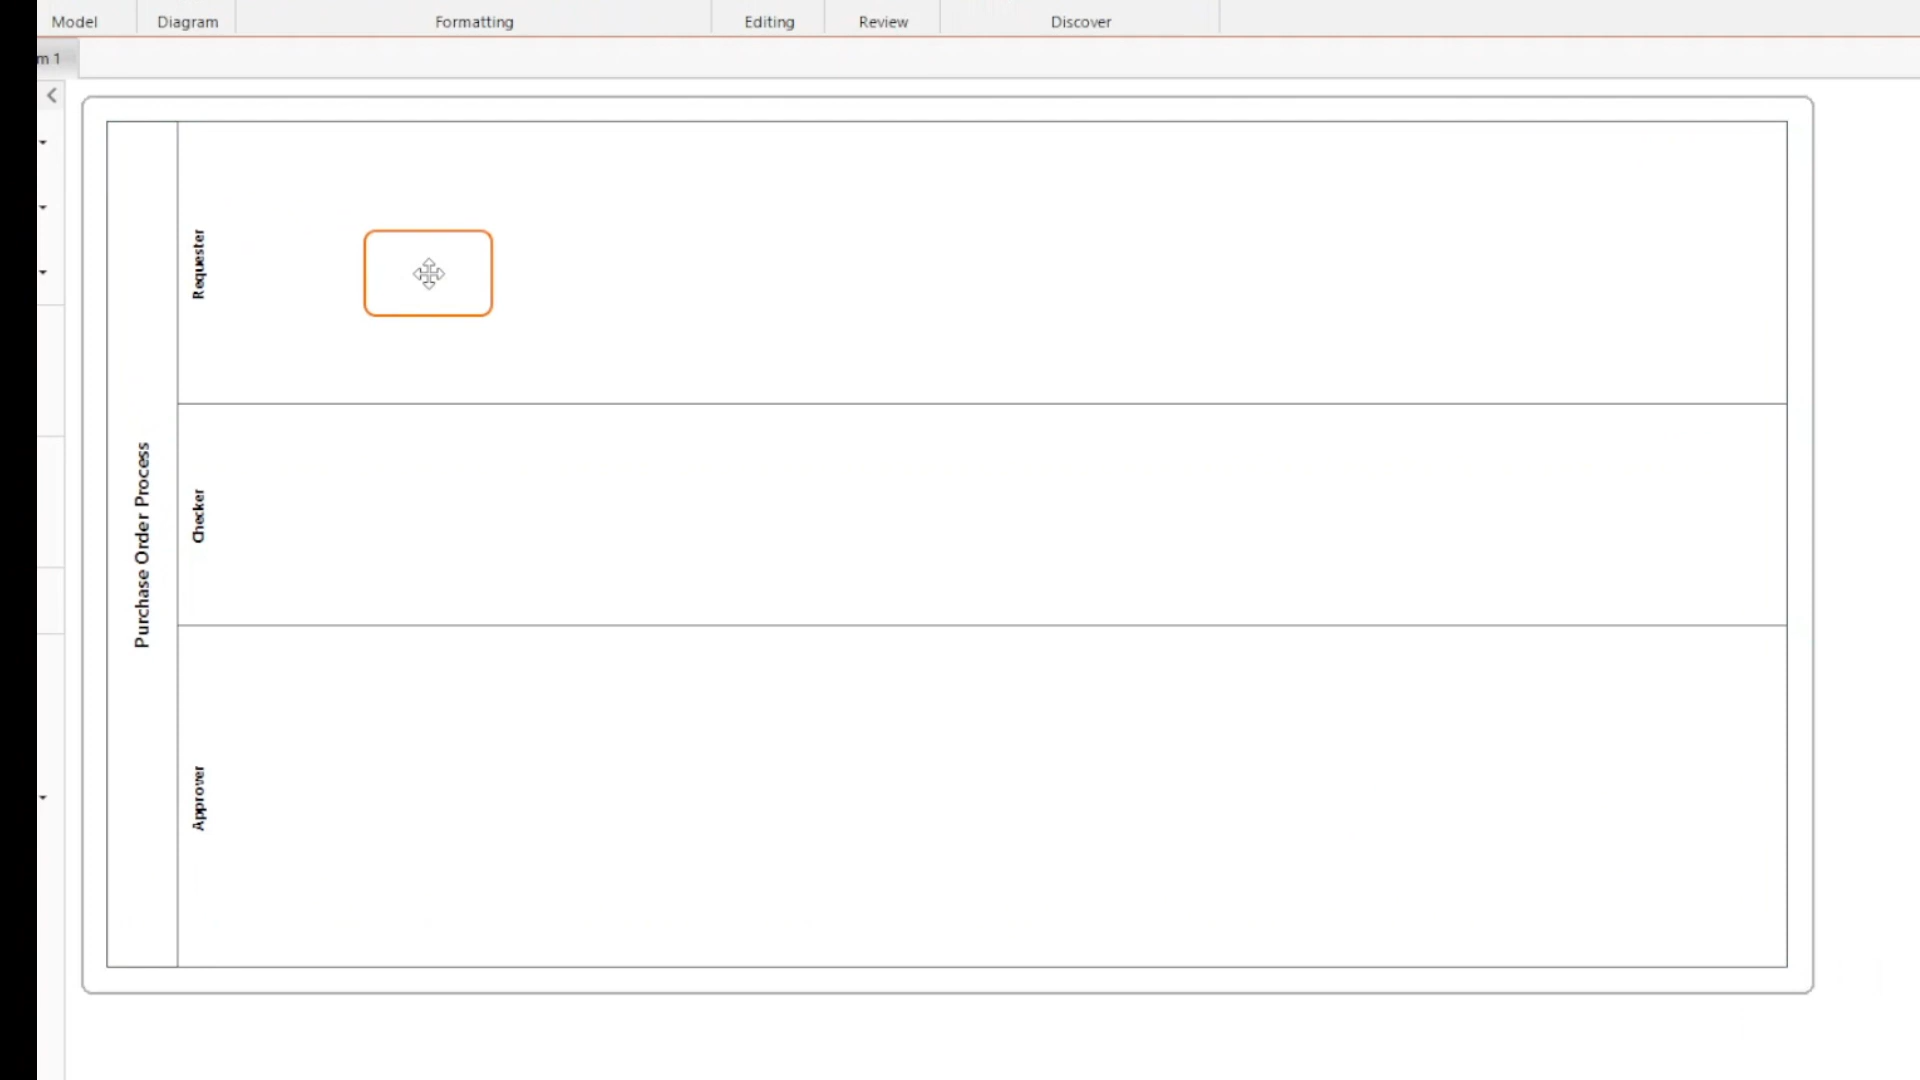 Model
Diagram
Formatting
Editing
Review
Discover
m 1
Purchase Order Process
Requester
Checker
Approver